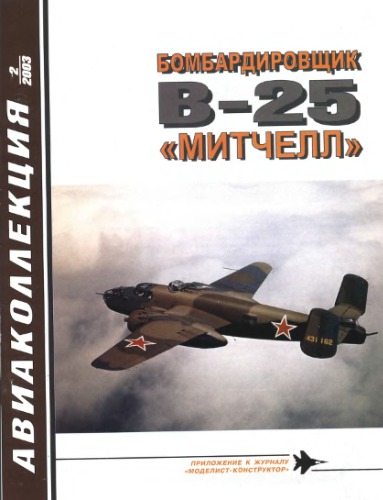 АВИАКОЛЛЕКЦИЯ
2
2003
БОМБАРДИРОВЩИК
B-25
«МИТЧЕЛЛ»
431162
ПРИЛОЖЕНИЕ К ЖУРНАЛУ
«МОДЕЛИСТ-КОНСТРУКТОР»